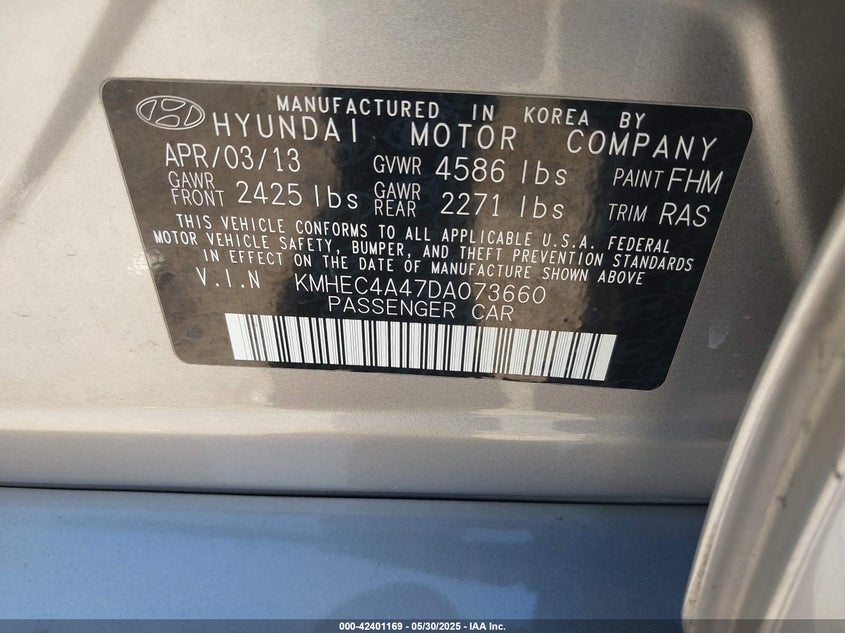 MANUFACTURED IN KOREA BY
HYUNDAI MOTOR COMPANY
APR/03/13 GVWR 4586 lbs PAINT FHM
GAWR FRONT 2425 lbs GAWR REAR 2271 lbs TRIM RAS
THIS VEHICLE CONFORMS TO ALL APPLICABLE U.S.A. FEDERAL
MOTOR VEHICLE SAFETY, BUMPER, AND THEFT PREVENTION STANDARDS
IN EFFECT ON THE DATE OF MANUFACTURE SHOWN ABOVE
V.I.N KMHEC4A47DA073660
PASSENGER CAR
000-42401169 - 05/30/2025 - IAA Inc.